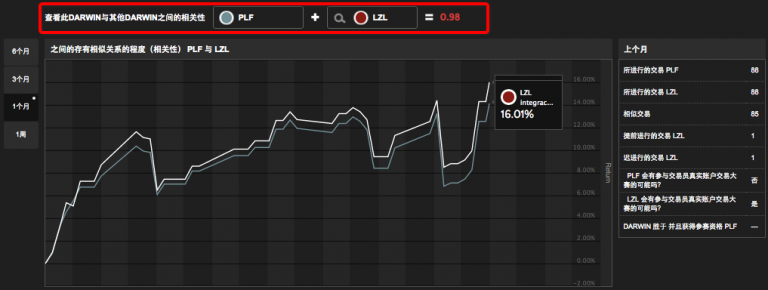 查看此DARWIN与其他DARWIN之间的相关性 PLF + LZL = 0.98
6个月
3个月
1个月
1周
之间的存有相似关系的程度（相关性） PLF 与 LZL
LZL
integrac...
16.01%
16.00%
14.00%
12.00%
10.00%
8.00%
6.00%
4.00%
2.00%
0.00%
-2.00%
Return
上个月
所进行的交易 PLF 86
所进行的交易 LZL 86
相似交易 85
提前进行的交易 LZL 1
迟进行的交易 LZL 1
PLF 会有参与交易员真实账户交易大
赛的可能吗? 否
LZL 会有参与交易员真实账户交易大
赛的可能吗? 是
DARWIN 胜于 并且获得参赛资格 PLF —